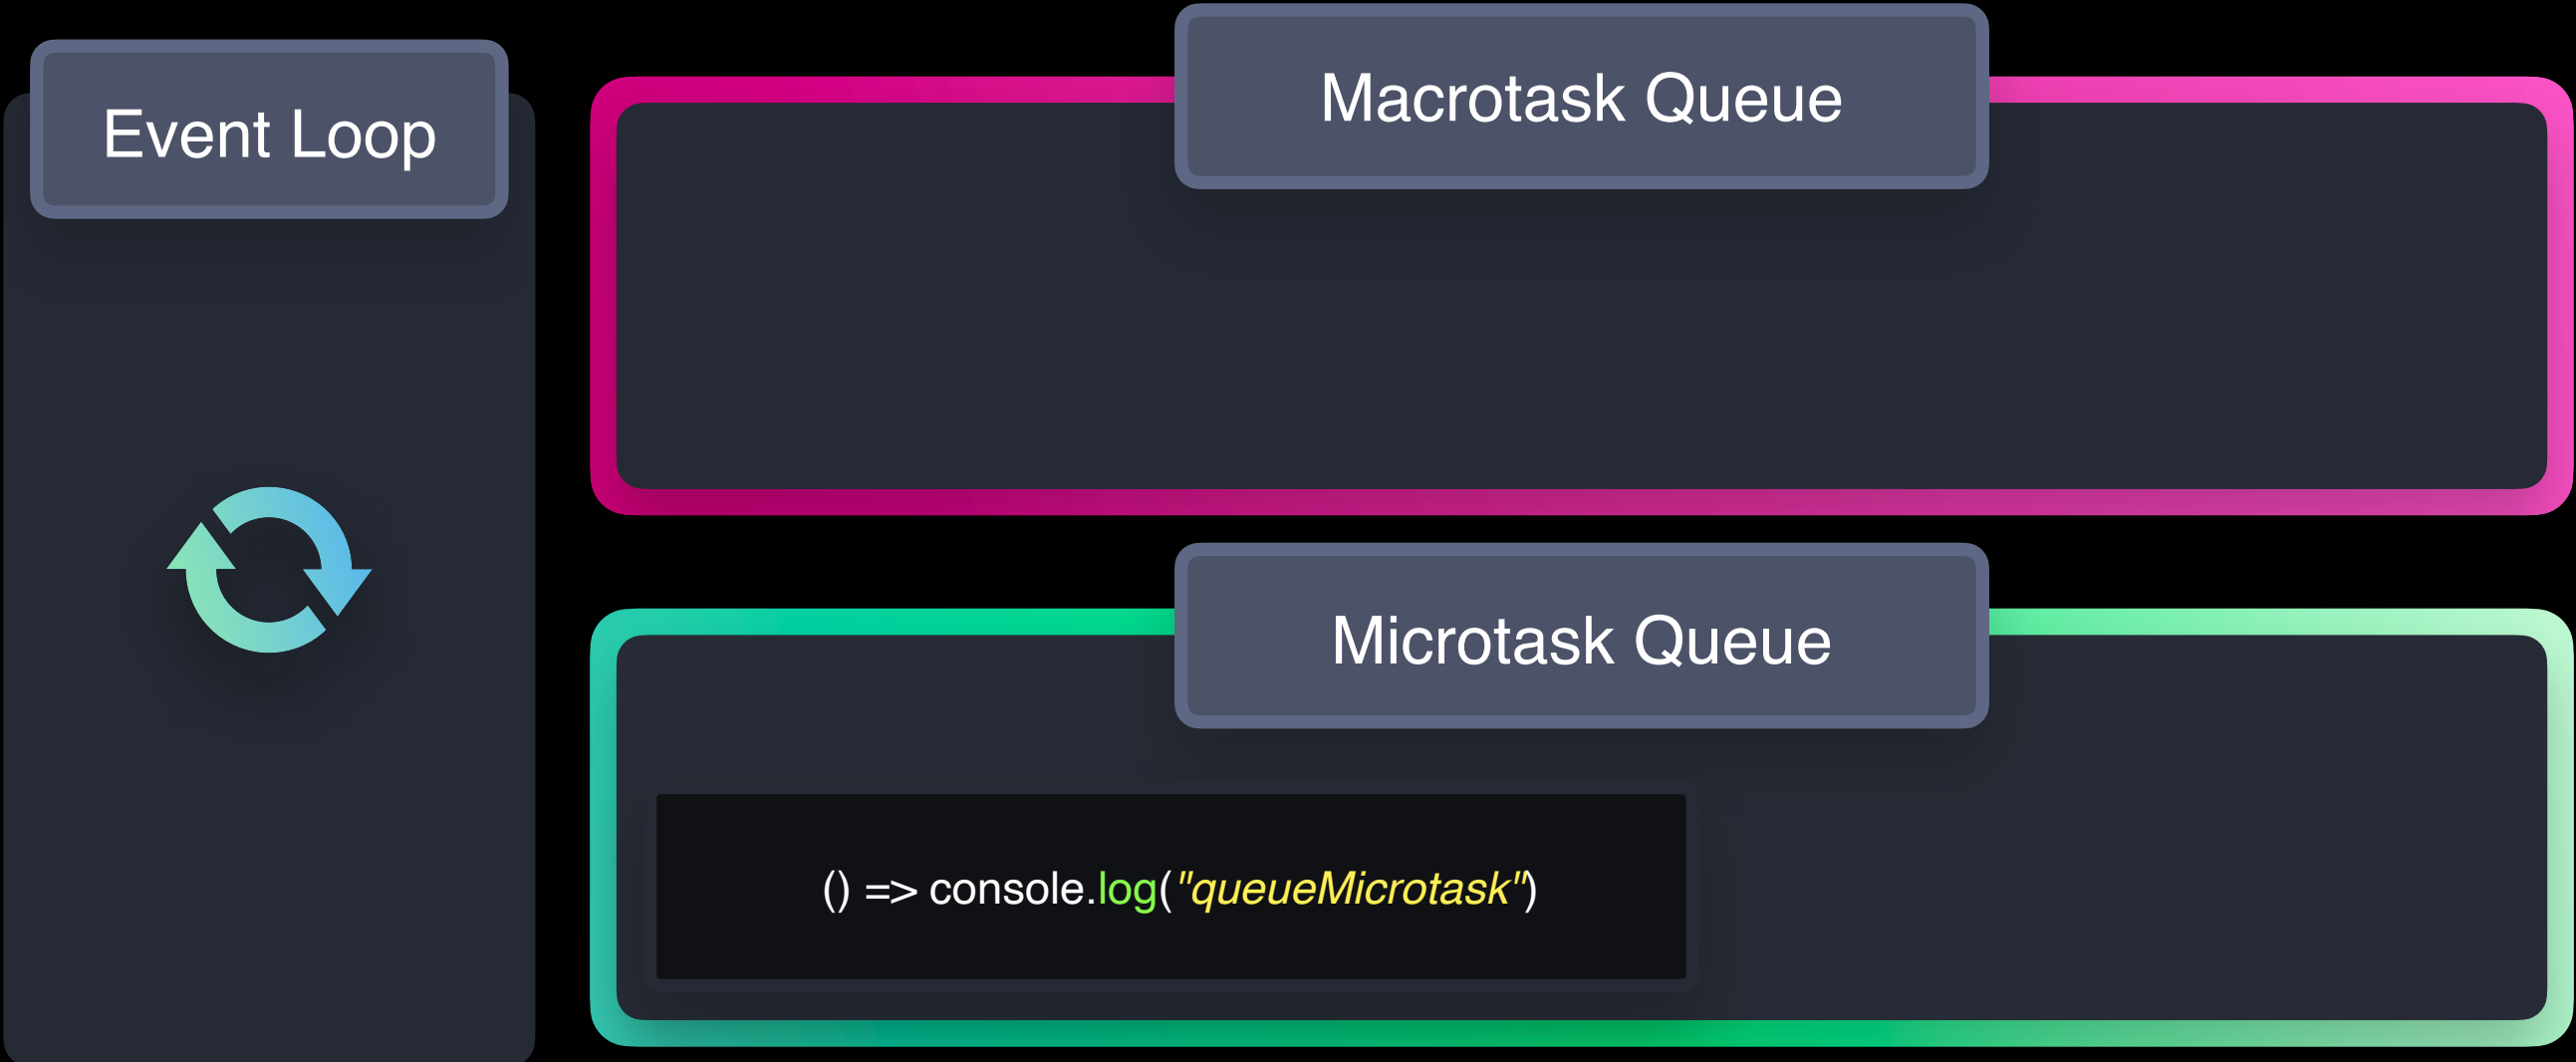 Event Loop
Macrotask Queue
Microtask Queue
() => console.log("queueMicrotask")